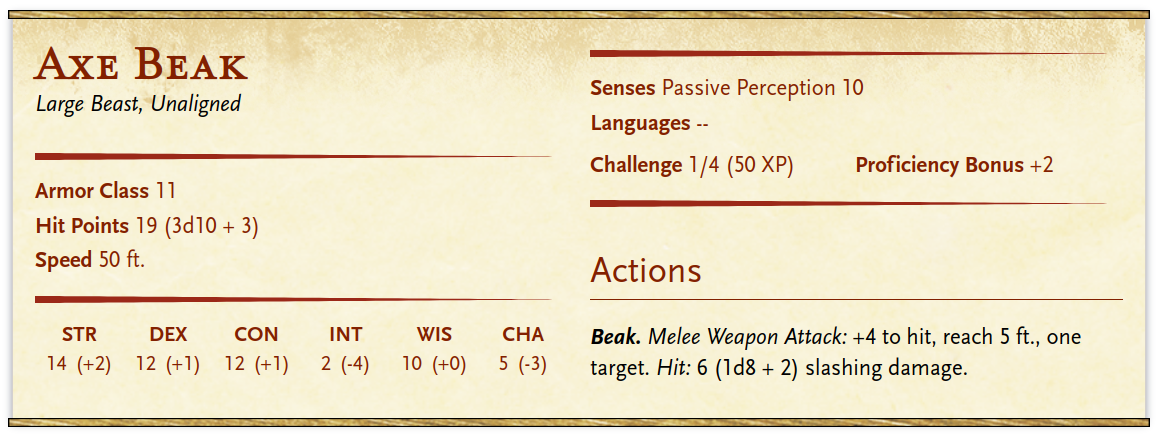 Axe Beak
Large Beast, Unaligned
Armor Class 11
Hit Points 19 (3d10 + 3)
Speed 50 ft.
STR DEX CON INT WIS CHA
14 (+2) 12 (+1) 12 (+1) 2 (-4) 10 (+0) 5 (-3)
Senses Passive Perception 10
Languages --
Challenge 1/4 (50 XP) Proficiency Bonus +2
Actions
Beak. Melee Weapon Attack: +4 to hit, reach 5 ft., one
target. Hit: 6 (1d8 + 2) slashing damage.